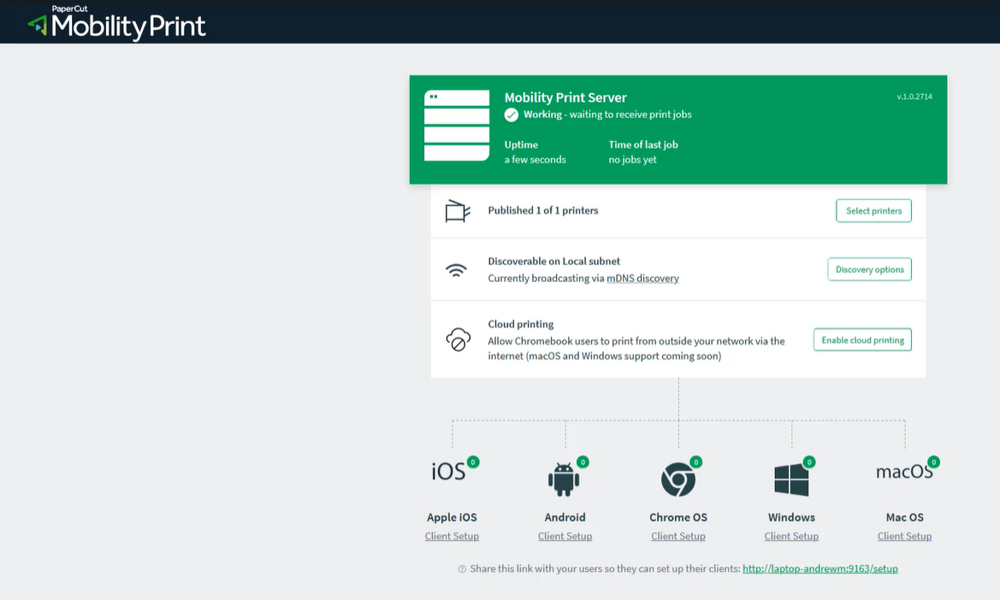 PaperCut
Mobility Print
Mobility Print Server
v.1.0.2714
Working - waiting to receive print jobs
Uptime
Time of last job
a few seconds
no jobs yet
Published 1 of 1 printers
Select printers
Discoverable on Local subnet
Currently broadcasting via mDNS discovery
Discovery options
Cloud printing
Allow Chromebook users to print from outside your network via the
internet (macOS and Windows support coming soon)
Enable cloud printing
iOS 0
0
0
0
macOS 0
Apple iOS
Android
Chrome OS
Windows
Mac OS
Client Setup
Client Setup
Client Setup
Client Setup
Client Setup
Share this link with your users so they can set up their clients: http://laptop-andrewm:9163/setup